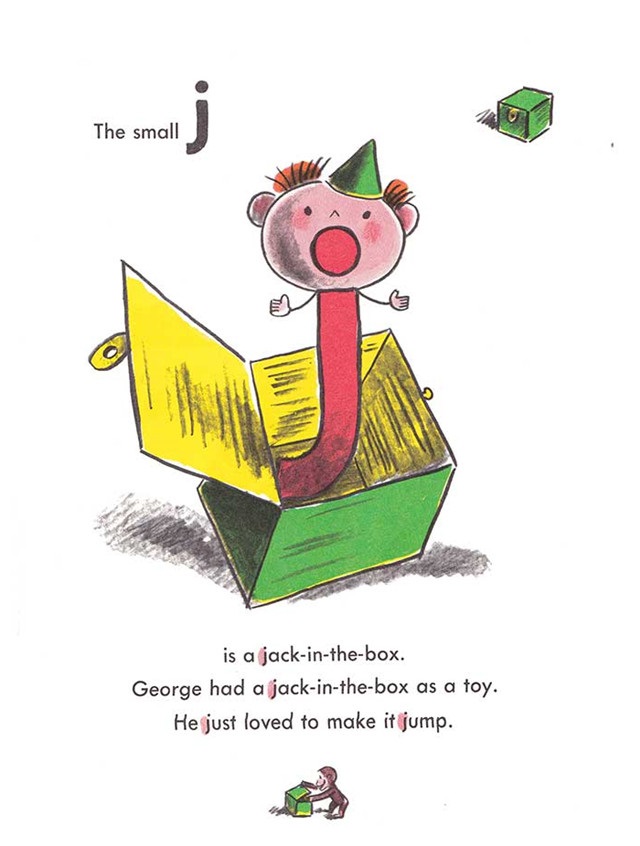 The small j
is a jack-in-the-box.
George had a jack-in-the-box as a toy.
He just loved to make it jump.